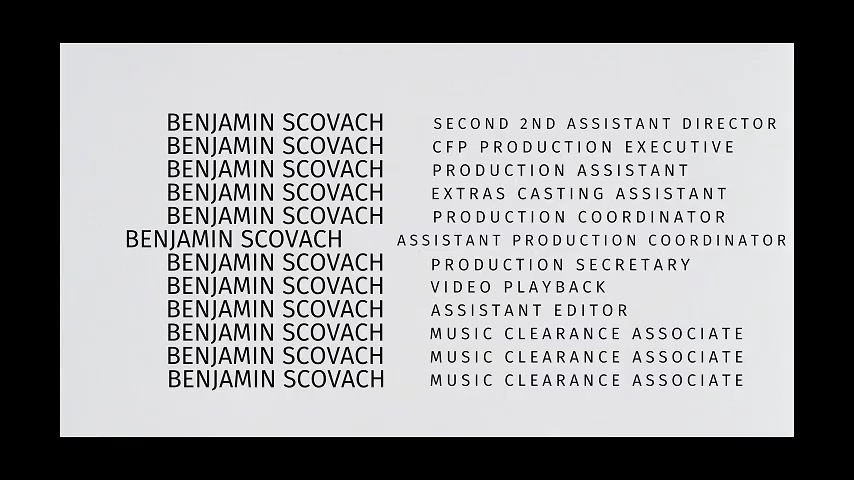 BENJAMIN SCOVACH SECOND 2ND ASSISTANT DIRECTOR
BENJAMIN SCOVACH CFP PRODUCTION EXECUTIVE
BENJAMIN SCOVACH PRODUCTION ASSISTANT
BENJAMIN SCOVACH EXTRAS CASTING ASSISTANT
BENJAMIN SCOVACH PRODUCTION COORDINATOR
BENJAMIN SCOVACH ASSISTANT PRODUCTION COORDINATOR
BENJAMIN SCOVACH PRODUCTION SECRETARY
BENJAMIN SCOVACH VIDEO PLAYBACK
BENJAMIN SCOVACH ASSISTANT EDITOR
BENJAMIN SCOVACH MUSIC CLEARANCE ASSOCIATE
BENJAMIN SCOVACH MUSIC CLEARANCE ASSOCIATE
BENJAMIN SCOVACH MUSIC CLEARANCE ASSOCIATE